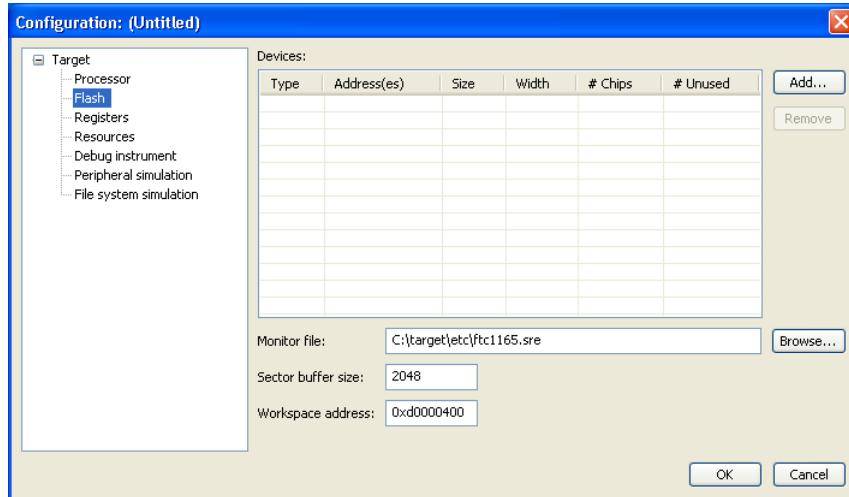 Configuration: (Untitled)
Target
Processor
Flash
Registers
Resources
Debug instrument
Peripheral simulation
File system simulation
Devices:
Type Address(es) Size Width # Chips # Unused
Add...
Remove
Monitor file: C:\target\etc\ftc1165.sre Browse...
Sector buffer size: 2048
Workspace address: 0xd0000400
OK Cancel